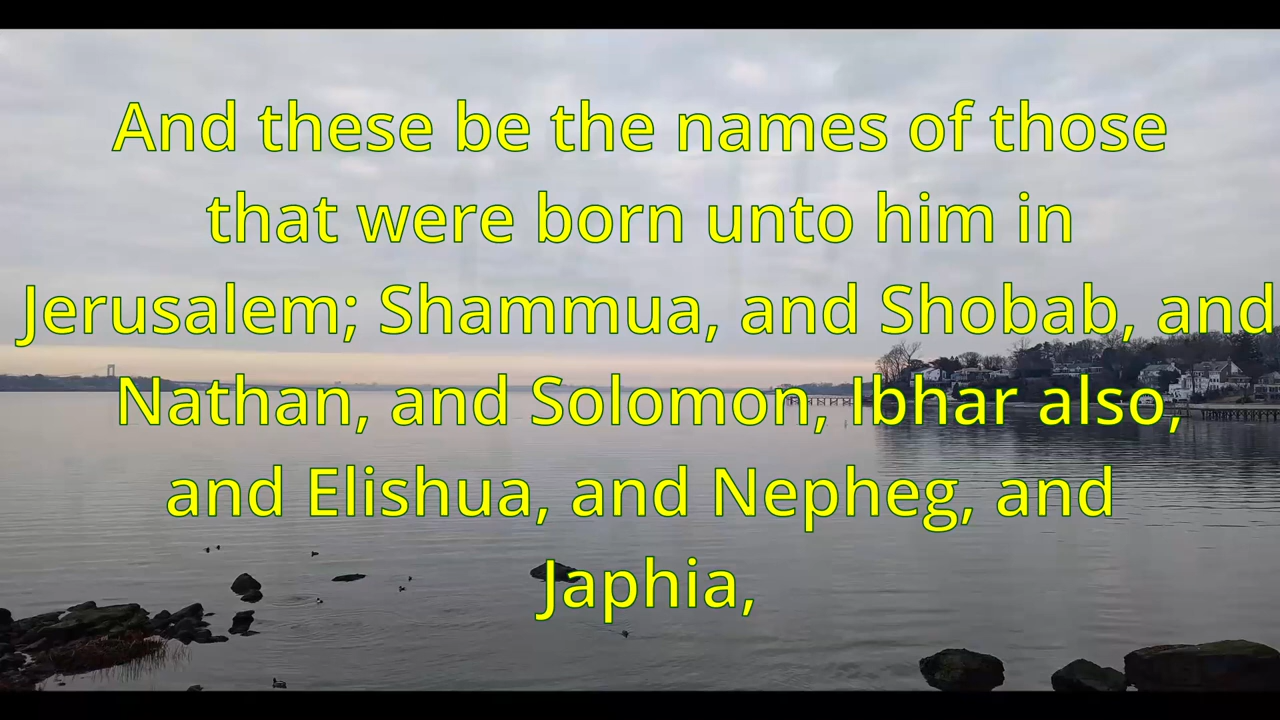 And these be the names of those
that were born unto him in
Jerusalem; Shammua, and Shobab, and
Nathan, and Solomon, Ibhar also,
and Elishua, and Nepheg, and
Japhia,